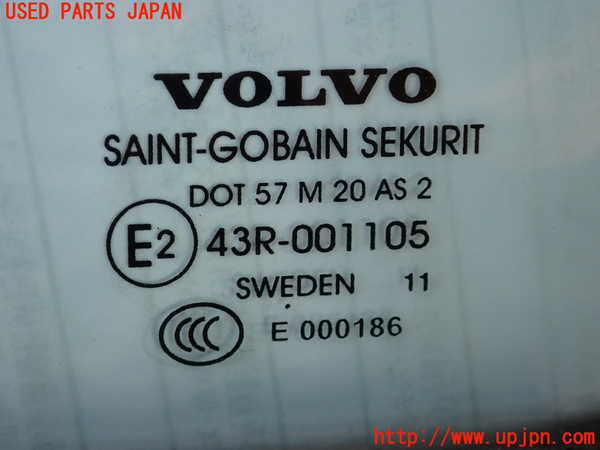 USED PARTS JAPAN
VOLVO
SAINT-GOBAIN SEKURIT
DOT 57 M 20 AS 2
E2 43R-001105
SWEDEN 11
CCC E 000186
http://www.upjpn.com/